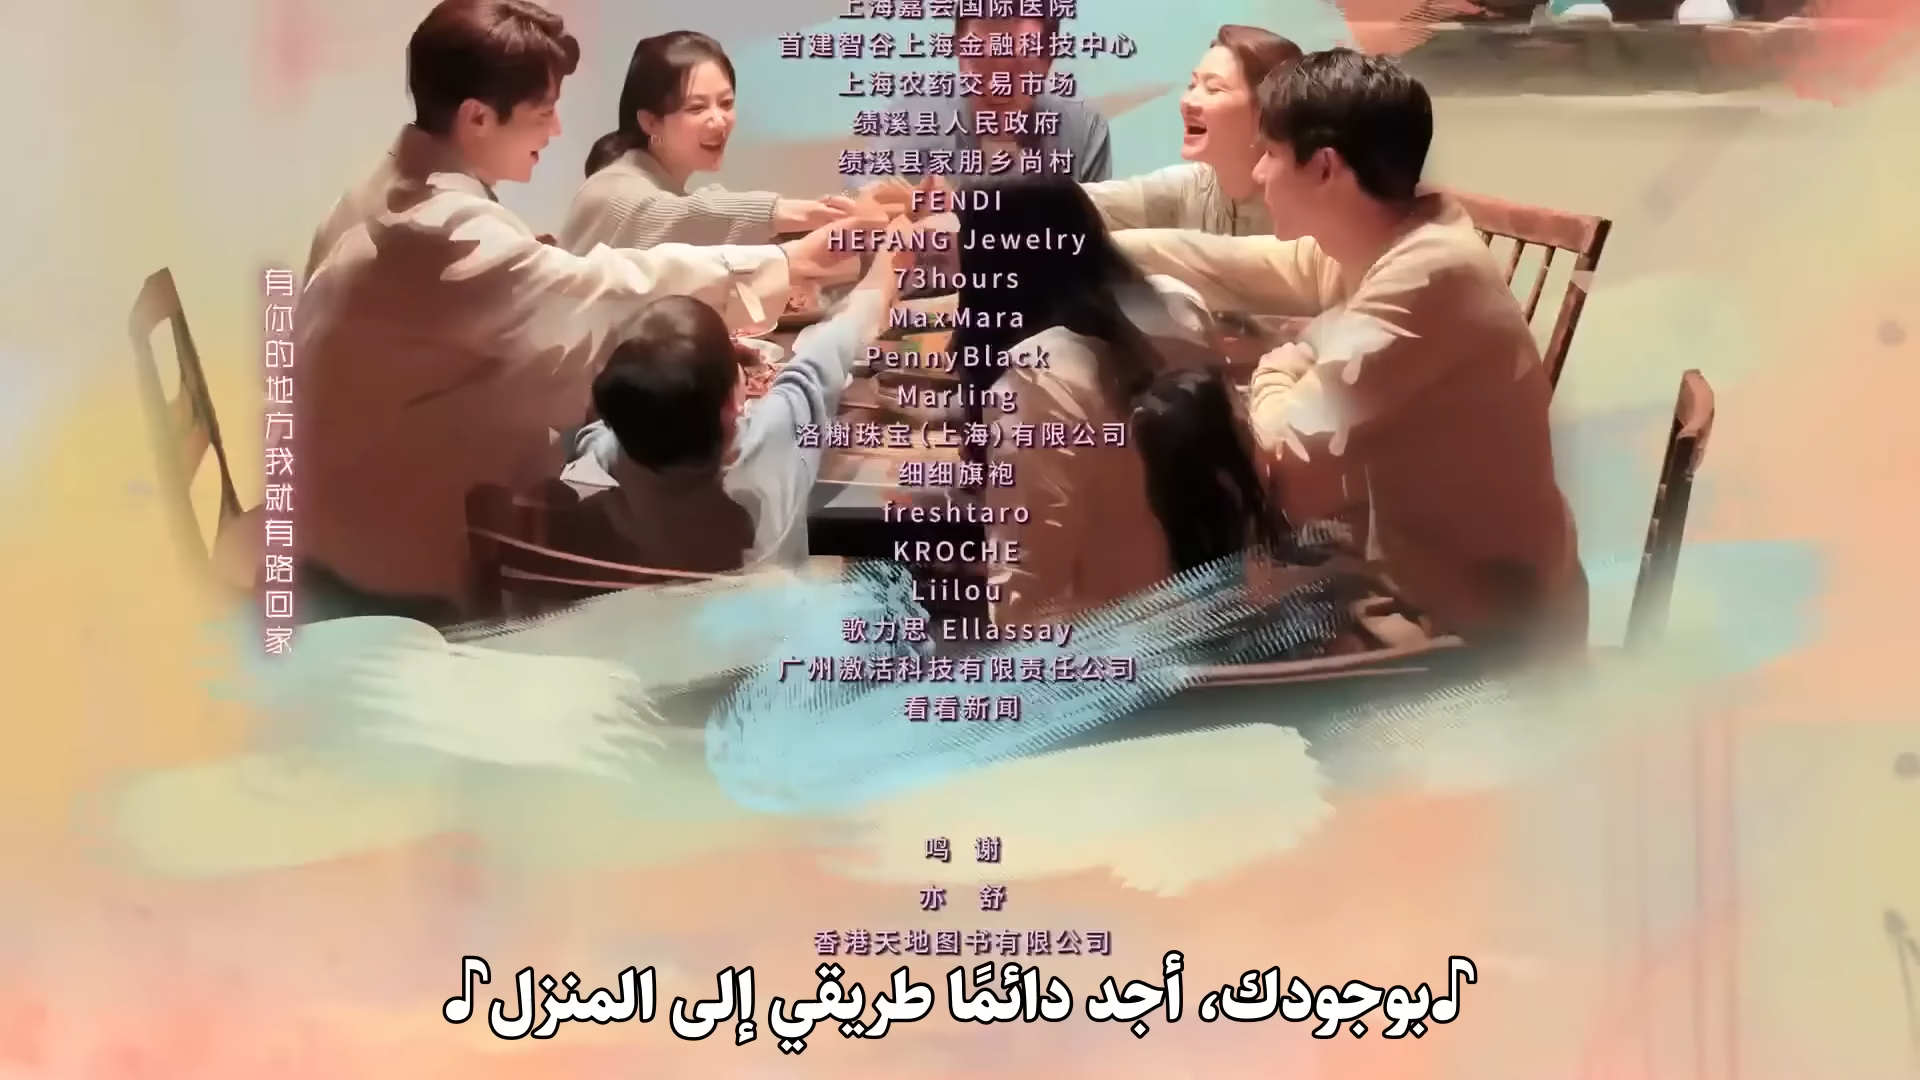 上海嘉会国际医院
首建智谷上海金融科技中心
上海农药交易市场
绩溪县人民政府
绩溪县家朋乡尚村
FENDI
HEFANG Jewelry
73hours
MaxMara
PennyBlack
Marling
洛榭珠宝(上海)有限公司
细细旗袍
freshtaro
KROCHE
Liilou
歌力思 Ellassay
广州激活科技有限责任公司
看看新闻
有你的地方我就有路回家
鸣 谢
亦 舒
香港天地图书有限公司
♪بوجودك، أجد دائمًا طريقي إلى المنزل♪